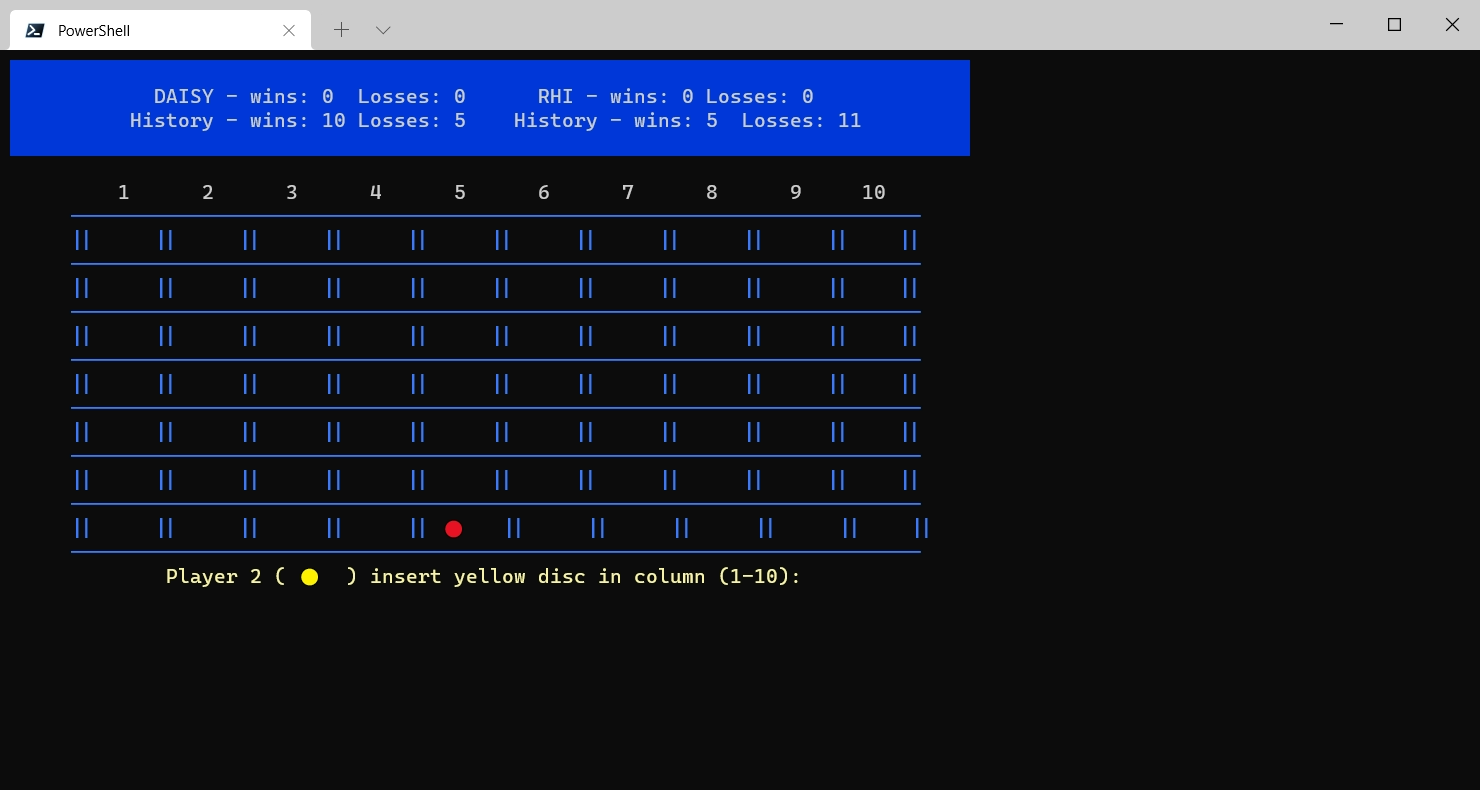 PowerShell
DAISY - wins: 0 Losses: 0 RHI - wins: 0 Losses: 0
History - wins: 10 Losses: 5 History - wins: 5 Losses: 11
1 2 3 4 5 6 7 8 9 10
|| || || || || || || || || || ||
|| || || || || || || || || || ||
|| || || || || || || || || || ||
|| || || || || || || || || || ||
|| || || || || || || || || || ||
|| || || || || || || || || || ||
|| || || || || ● || || || || || ||
Player 2 ( ● ) insert yellow disc in column (1-10):